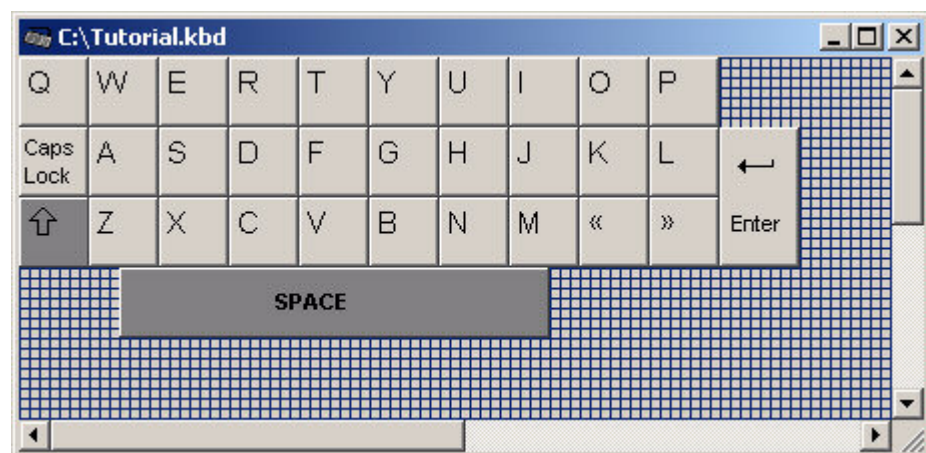 C:\Tutorial.kbd
Q W E R T Y U I O P
Caps Lock A S D F G H J K L
Z X C V B N M « » Enter
SPACE